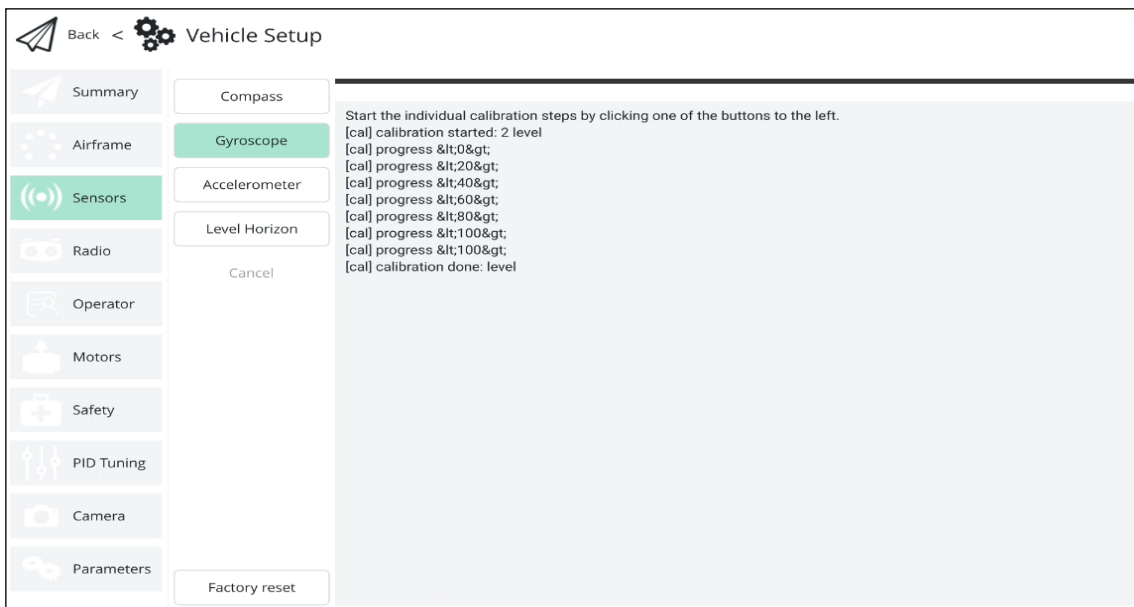 Back < Vehicle Setup
Summary
Airframe
Sensors
Radio
Operator
Motors
Safety
PID Tuning
Camera
Parameters
Compass
Gyroscope
Accelerometer
Level Horizon
Cancel
Factory reset
Start the individual calibration steps by clicking one of the buttons to the left.
[cal] calibration started: 2 level
[cal] progress &lt;0&gt;
[cal] progress &lt;20&gt;
[cal] progress &lt;40&gt;
[cal] progress &lt;60&gt;
[cal] progress &lt;80&gt;
[cal] progress &lt;100&gt;
[cal] progress &lt;100&gt;
[cal] calibration done: level